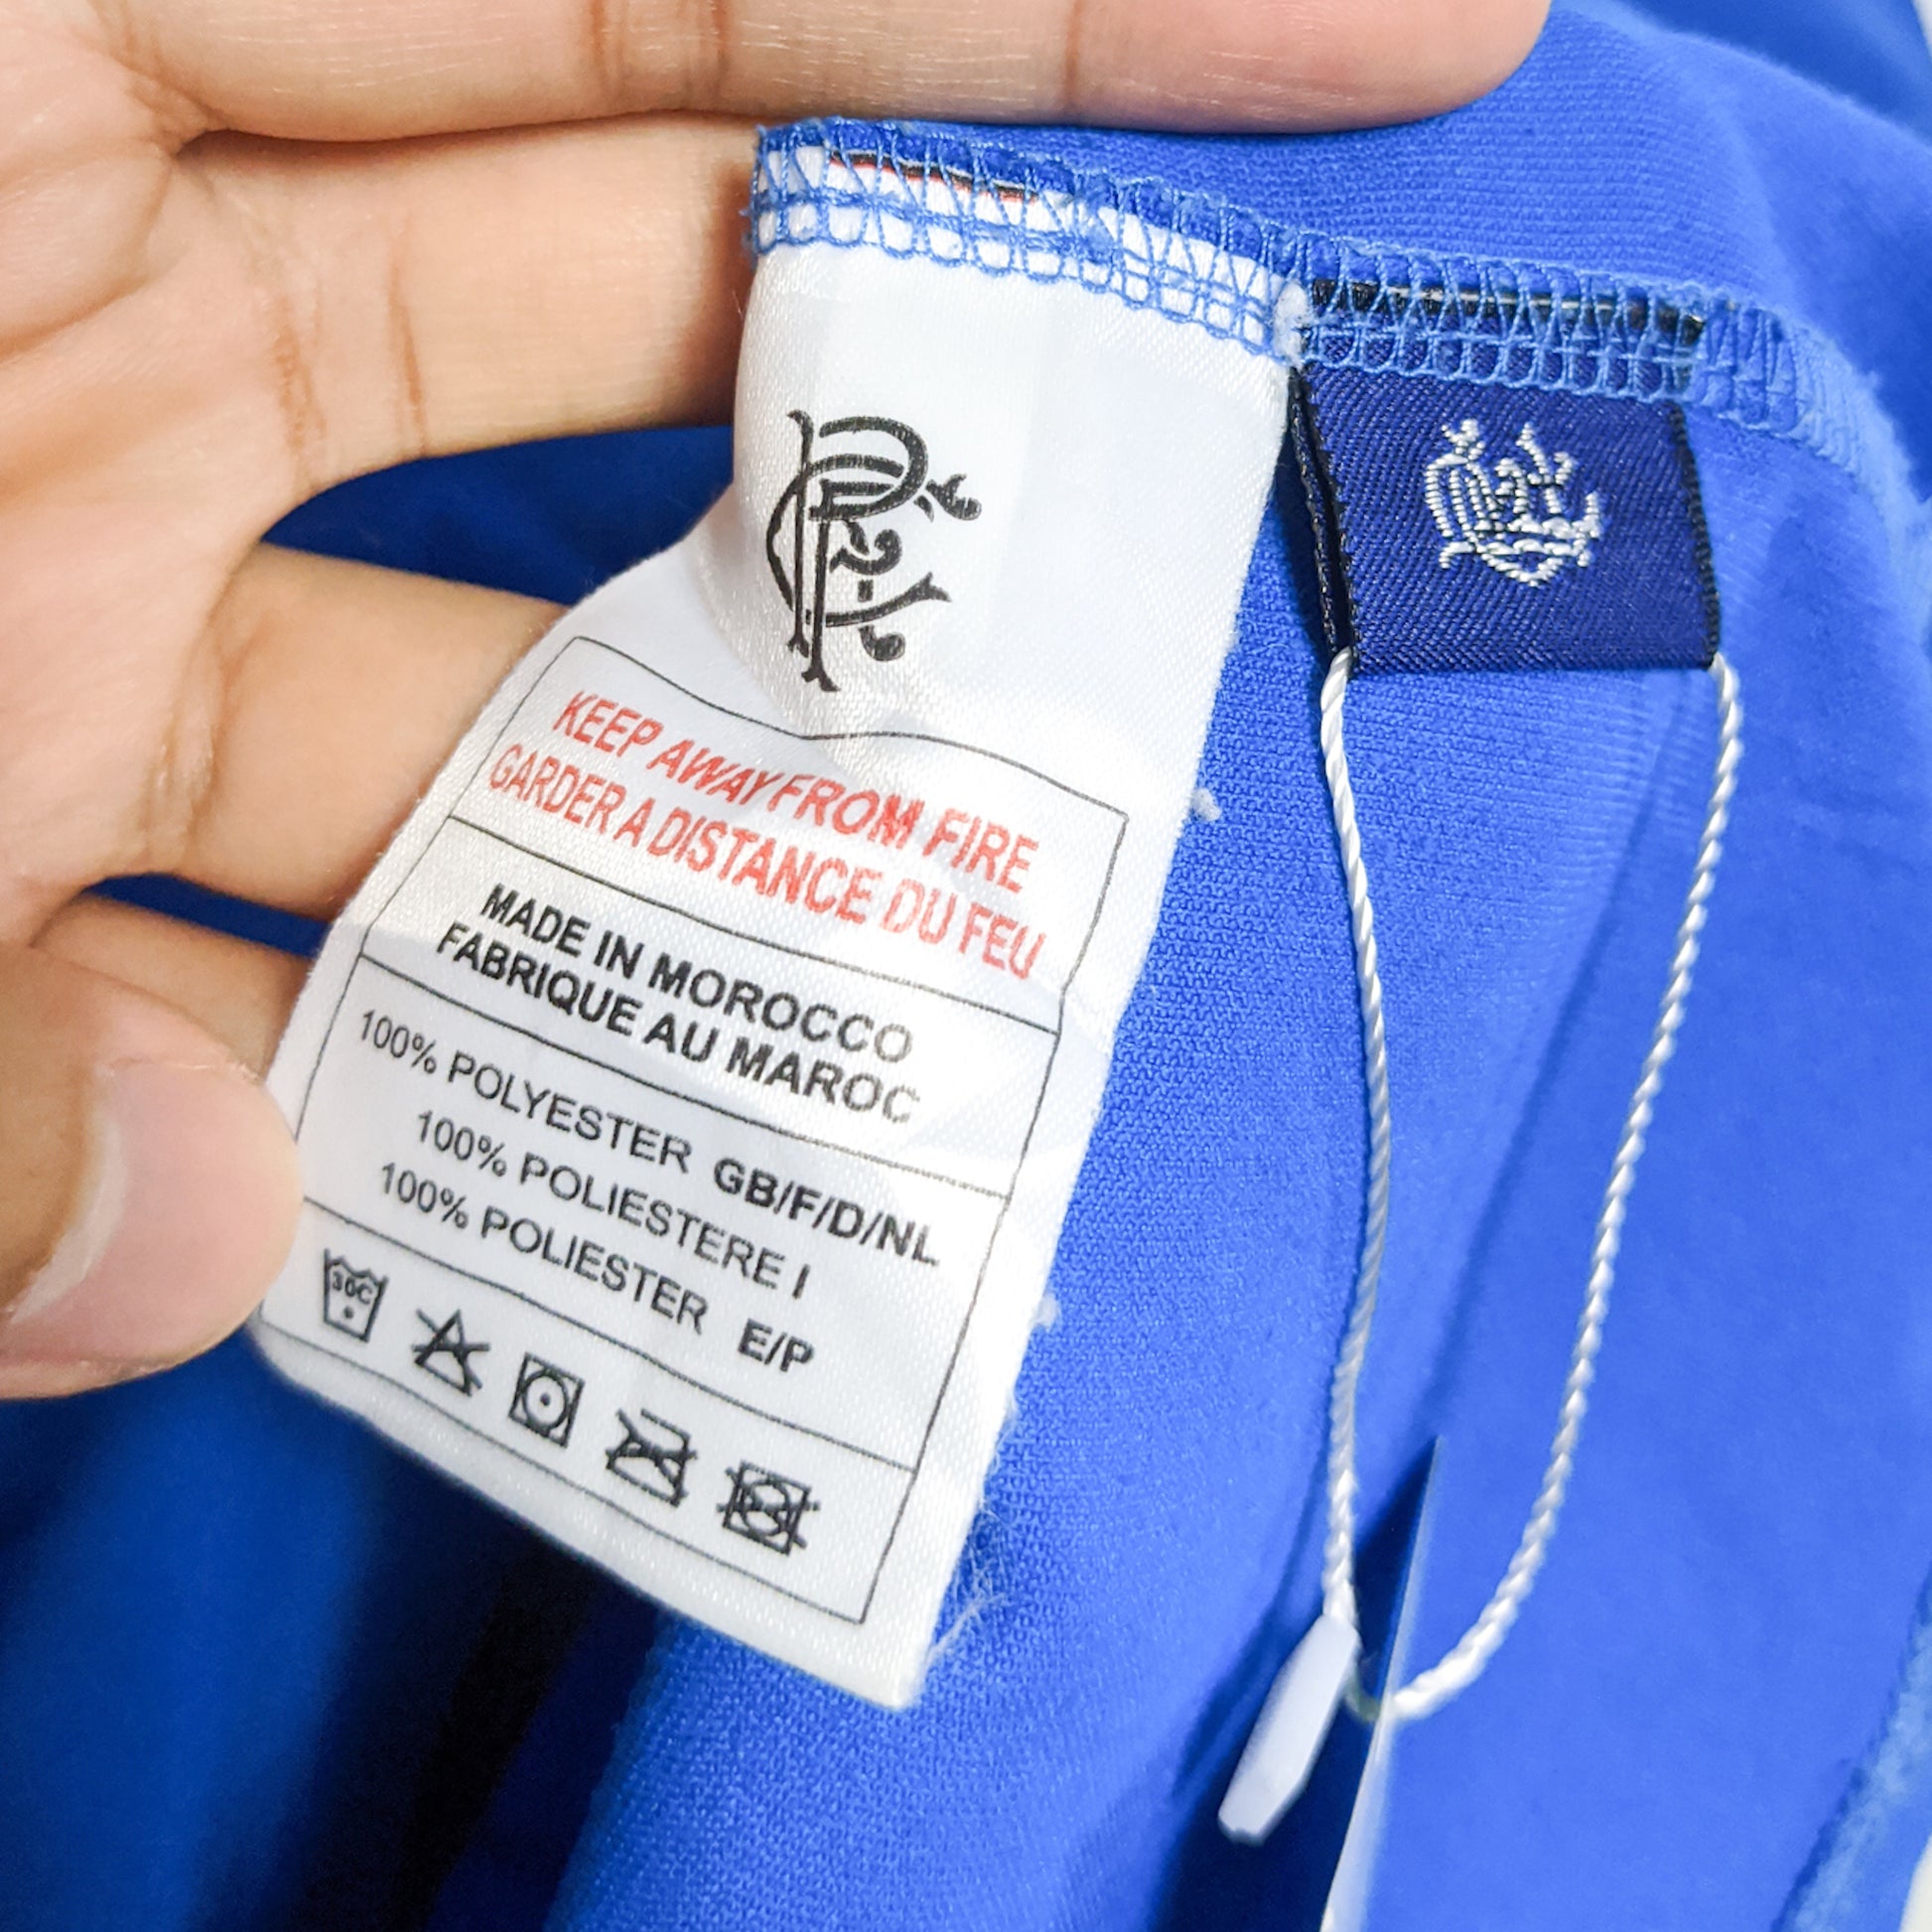 RFC
KEEP AWAY FROM FIRE
GARDER A DISTANCE DU FEU
MADE IN MOROCCO
FABRIQUE AU MAROC
100% POLYESTER GB/F/D/NL
100% POLIESTERE I
100% POLIESTER E/P
30C